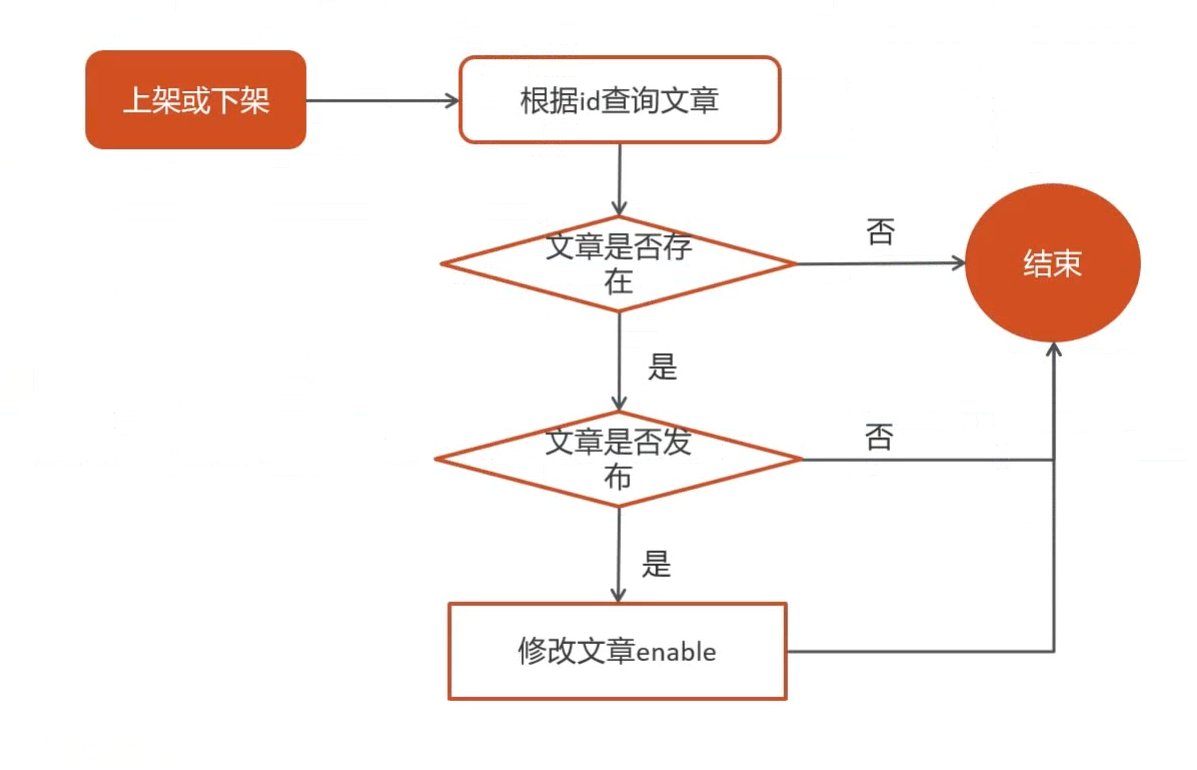 上架或下架
根据id查询文章
文章是否存
在
否
结束
是
文章是否发
布
否
是
修改文章enable